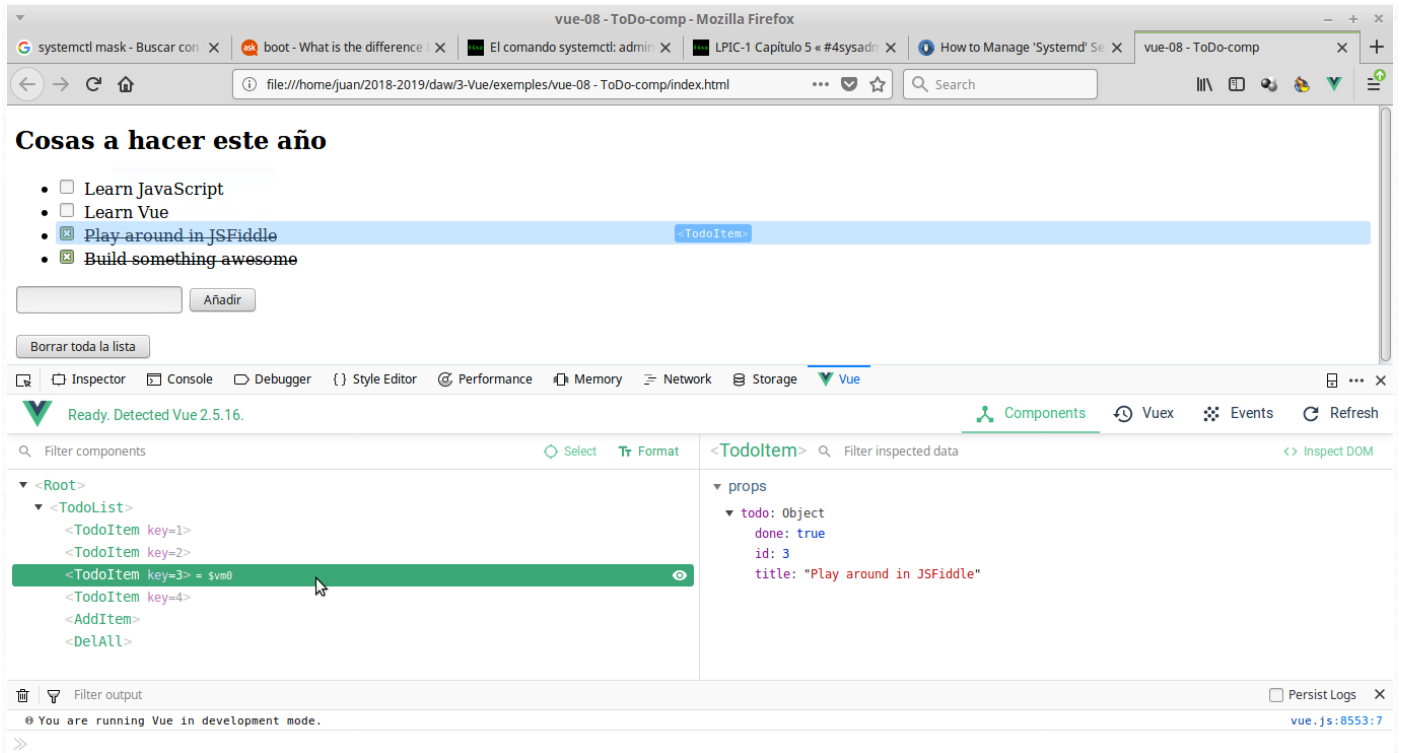 vue-08 - ToDo-comp - Mozilla Firefox
systemctl mask - Buscar con
boot - What is the difference
El comando systemctl: admin
LPIC-1 Capítulo 5 « #4sysadm
How to Manage 'Systemd' Se
vue-08 - ToDo-comp
file:///home/juan/2018-2019/daw/3-Vue/exemples/vue-08 - ToDo-comp/index.html
Search
Cosas a hacer este año
Learn JavaScript
Learn Vue
Play around in JSFiddle
<TodoItem>
Build something awesome
Añadir
Borrar toda la lista
Inspector Console Debugger { } Style Editor Performance Memory Network Storage Vue
Ready. Detected Vue 2.5.16.
Components Vuex Events Refresh
Filter components Select Format
<TodoItem> Filter inspected data <> Inspect DOM
<Root>
<TodoList>
<TodoItem key=1>
<TodoItem key=2>
<TodoItem key=3> = $vm0
<TodoItem key=4>
<AddItem>
<DelAll>
props
todo: Object
done: true
id: 3
title: "Play around in JSFiddle"
Filter output Persist Logs
You are running Vue in development mode. vue.js:8553:7